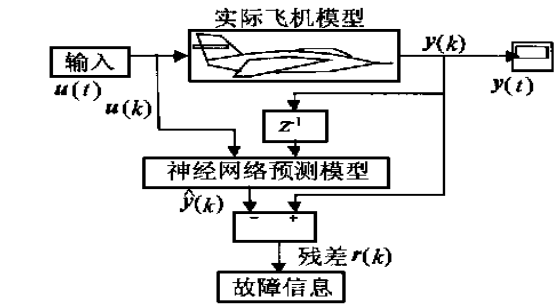 实际飞机模型
输入
y(k)
u(t)
y(t)
u(k)
z⁻¹
神经网络预测模型
ŷ(k)
- +
残差r(k)
故障信息